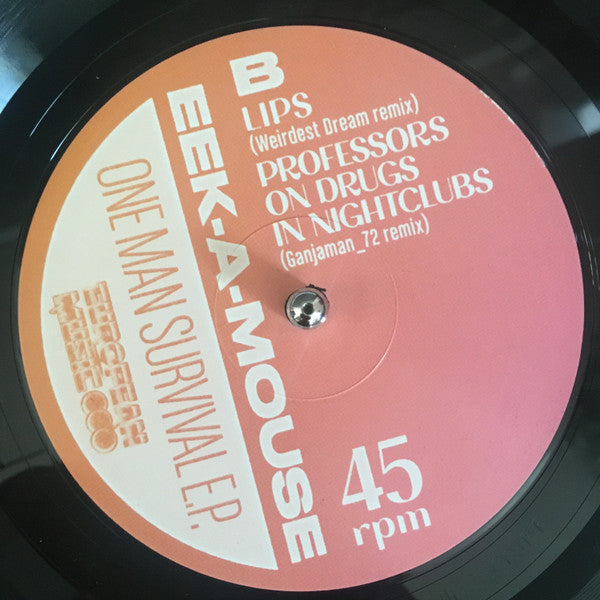 B
LIPS
(Weirdest Dream remix)
PROFESSORS
ON DRUGS
IN NIGHTCLUBS
(Ganjaman_72 remix)
EEK-A-MOUSE
ONE MAN SURVIVAL E.P.
45
rpm